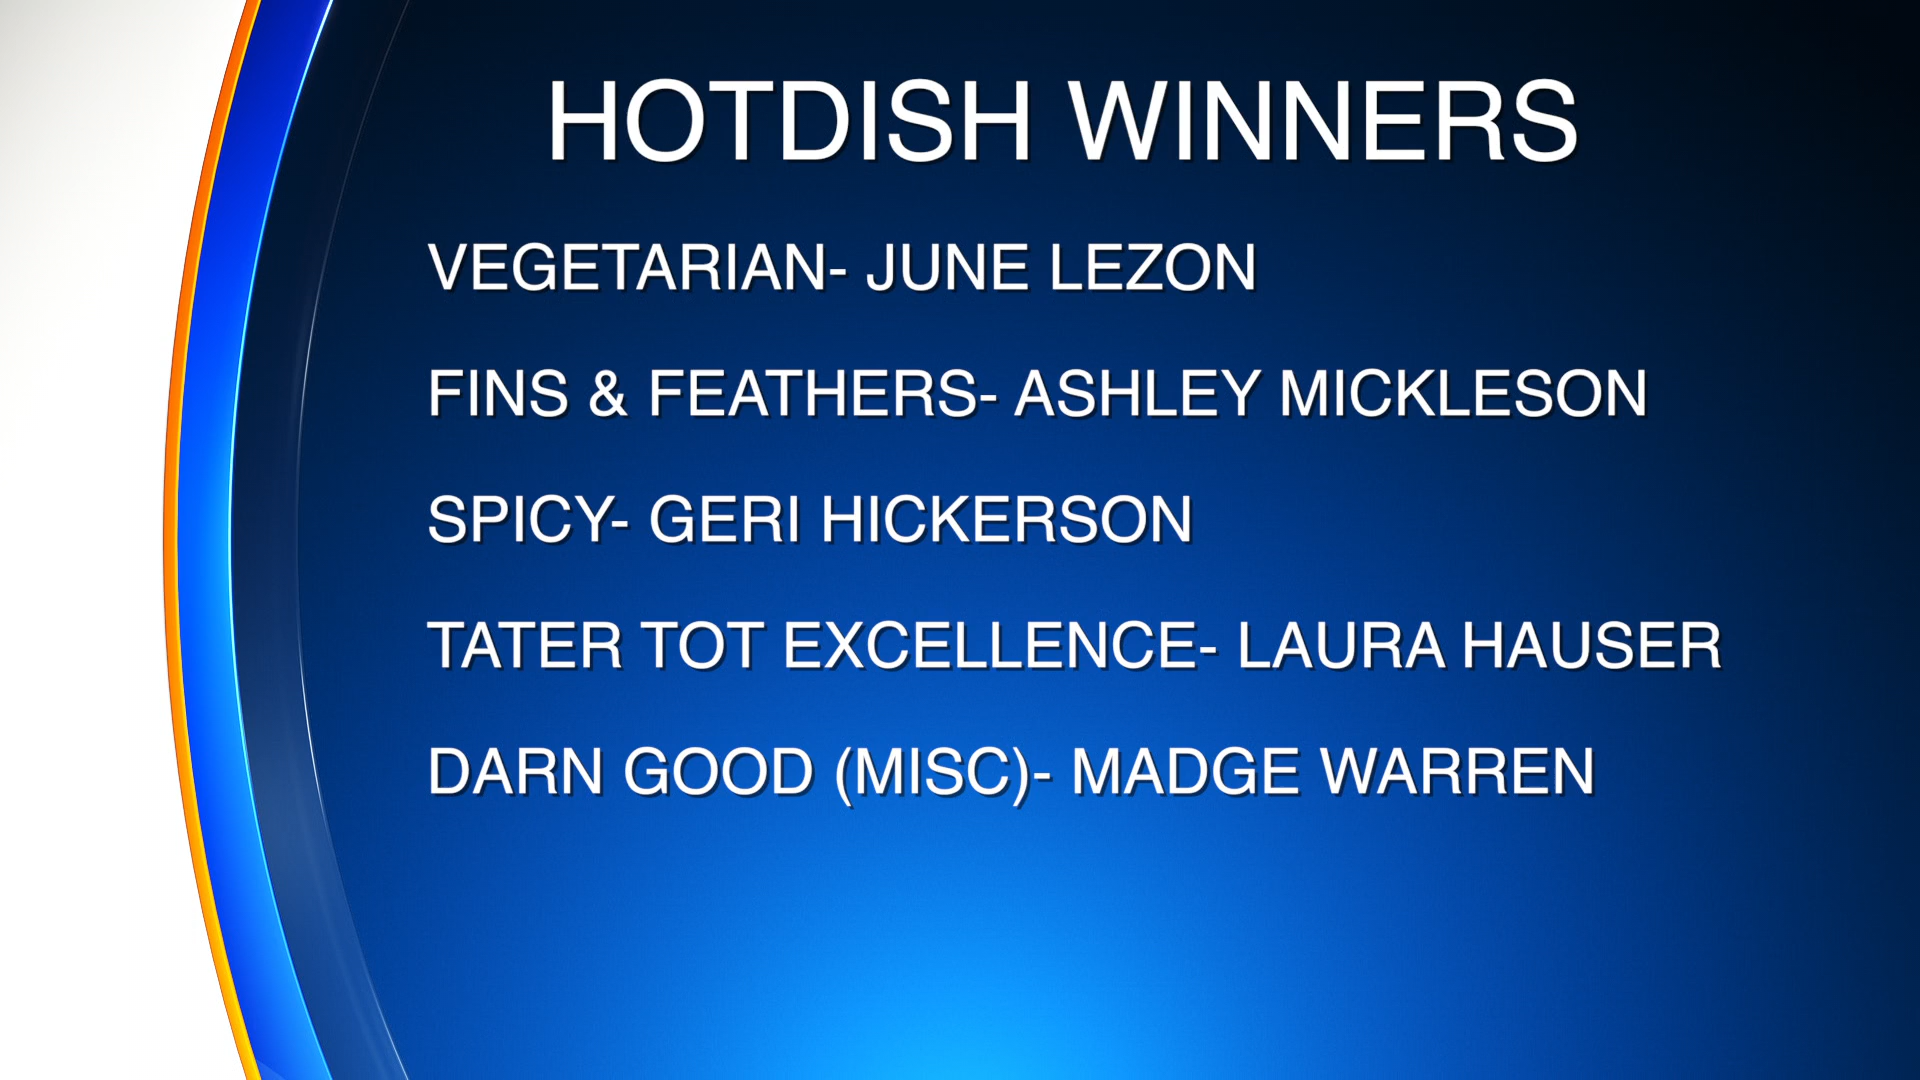 HOTDISH WINNERS
VEGETARIAN- JUNE LEZON
FINS & FEATHERS- ASHLEY MICKLESON
SPICY- GERI HICKERSON
TATER TOT EXCELLENCE- LAURA HAUSER
DARN GOOD (MISC)- MADGE WARREN